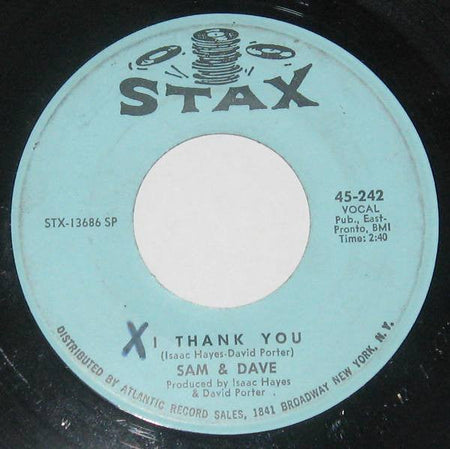 STAX
STX-13686 SP
45-242
VOCAL
Pub., East-
Pronto, BMI
Time: 2:40
X I THANK YOU
(Isaac Hayes-David Porter)
SAM & DAVE
Produced by Isaac Hayes
& David Porter
DISTRIBUTED BY ATLANTIC RECORD SALES, 1841 BROADWAY NEW YORK, N. Y.